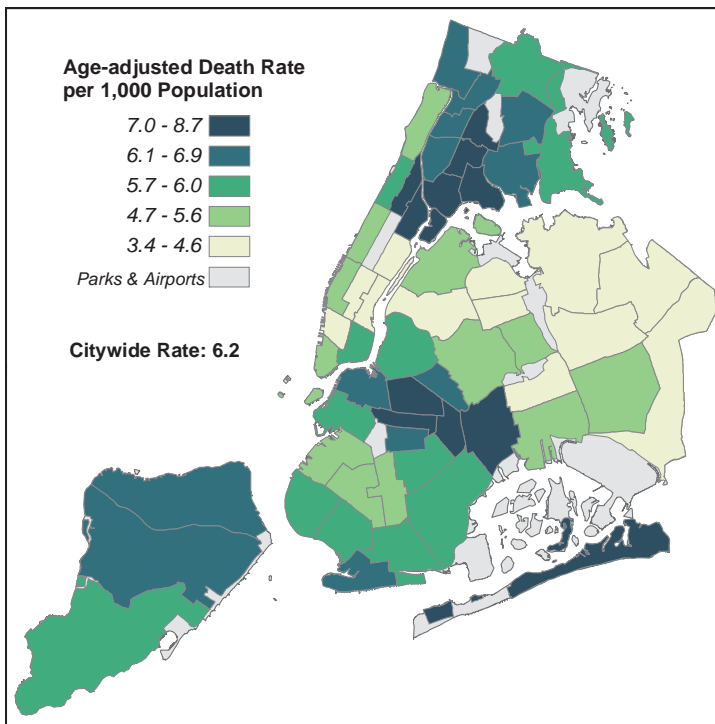 Age-adjusted Death Rate
per 1,000 Population
7.0 - 8.7
6.1 - 6.9
5.7 - 6.0
4.7 - 5.6
3.4 - 4.6
Parks & Airports
Citywide Rate: 6.2